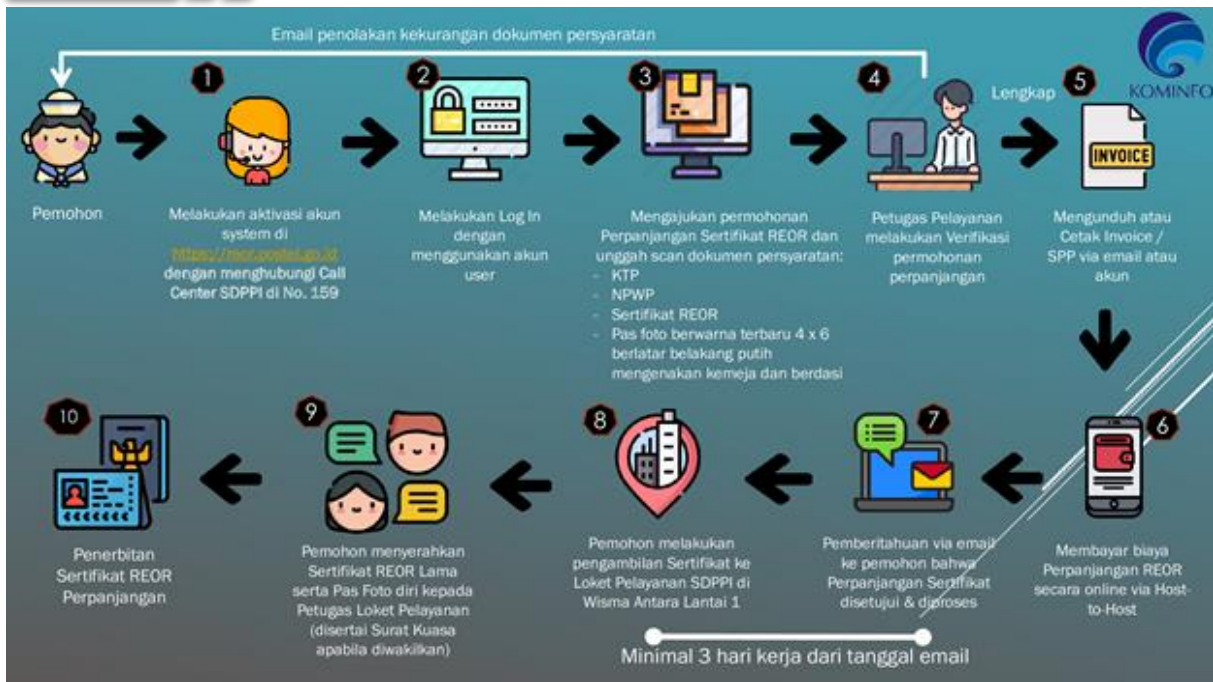 Email penolakan kekurangan dokumen persyaratan
KOMINFO
Pemohon
1
Melakukan aktivasi akun
system di
dengan menghubungi Call
Center SDPPI di No. 159
2
Melakukan Log In
dengan
menggunakan akun
user
3
Mengajukan permohonan
Perpanjangan Sertifikat REOR dan
unggah scan dokumen persyaratan:
- KTP
- NPWP
- Sertifikat REOR
- Pas foto berwarna terbaru 4 x 6
berlatar belakang putih
mengenakan kemeja dan berdasi
4
Petugas Pelayanan
melakukan Verifikasi
permohonan
perpanjangan
Lengkap
5
INVOICE
Mengunduh atau
Cetak Invoice /
SPP via email atau
akun
6
Membayar biaya
Perpanjangan REOR
secara online via Host-
to-Host
7
Pemberitahuan via email
ke pemohon bahwa
Perpanjangan Sertifikat
disetujui & diproses
8
Pemohon melakukan
pengambilan Sertifikat ke
Loket Pelayanan SDPPI di
Wisma Antara Lantai 1
Minimal 3 hari kerja dari tanggal email
9
Pemohon menyerahkan
Sertifikat REOR Lama
serta Pas Foto diri kepada
Petugas Loket Pelayanan
(disertai Surat Kuasa
apabila diwakilkan)
10
Penerbitan
Sertifikat REOR
Perpanjangan